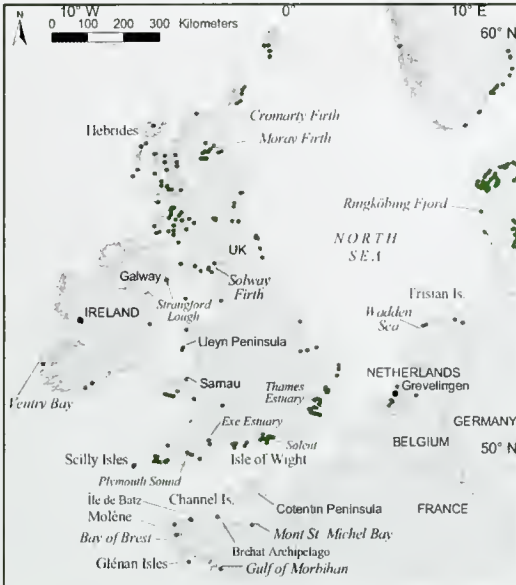 10° W
0°
10° E
N
0 100 200 300 Kilometers
60° N
Cromarty Firth
Hebrides
Moray Firth
Ringköbing Fjord
NORTH
SEA
UK
Galway
Solway
Firth
Strangford
Lough
IRELAND
Frisian Is.
Wadden
Sea
Lleyn Peninsula
NETHERLANDS
Grevelingen
Sarnau
Thames
Estuary
Ventry Bay
Exe Estuary
GERMANY
Solent
BELGIUM
50° N
Scilly Isles
Isle of Wight
Plymouth Sound
Île de Batz
Channel Is.
Cotentin Peninsula
FRANCE
Molène
Mont St Michel Bay
Bay of Brest
Bréhat Archipelago
Glénan Isles
Gulf of Morbihan